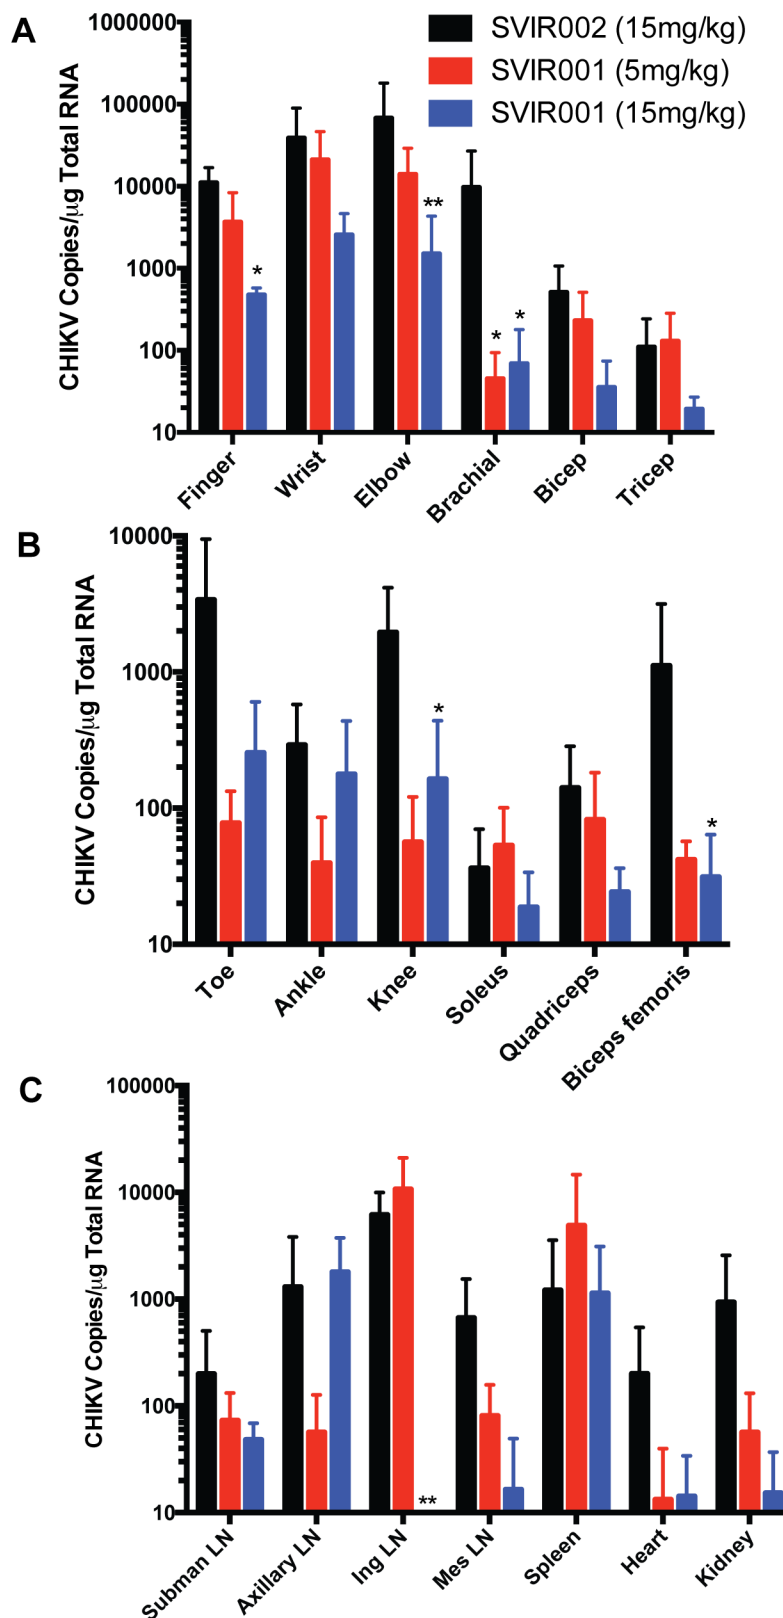 A
CHIKV Copies/μg Total RNA
1000000
100000
10000
1000
100
10
SVIR002 (15mg/kg)
SVIR001 (5mg/kg)
SVIR001 (15mg/kg)
*
**
*
*
Finger
Wrist
Elbow
Brachial
Bicep
Tricep
B
CHIKV Copies/μg Total RNA
10000
1000
100
10
*
*
Toe
Ankle
Knee
Soleus
Quadriceps
Biceps femoris
C
CHIKV Copies/μg Total RNA
100000
10000
1000
100
10
**
Subman LN
Axillary LN
Ing LN
Mes LN
Spleen
Heart
Kidney